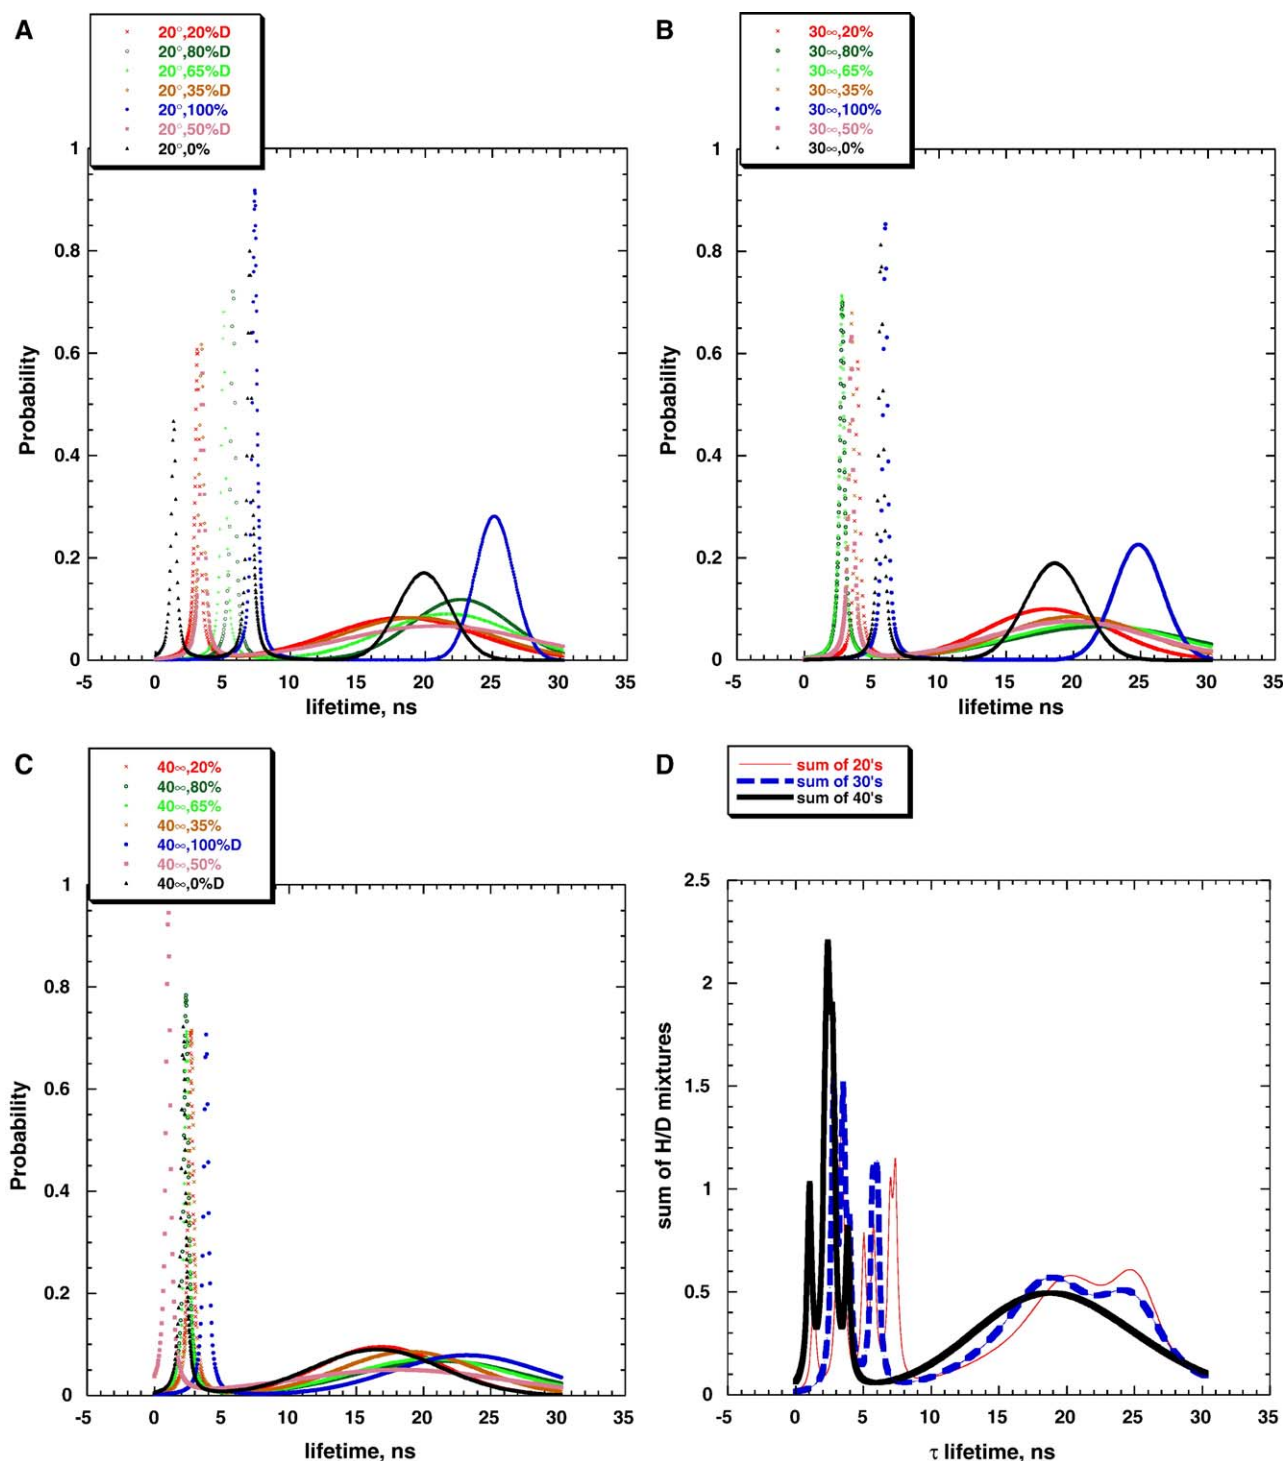 A
20°,20%D
20°,80%D
20°,65%D
20°,35%D
20°,100%
20°,50%D
20°,0%
1
0.8
0.6
0.4
0.2
0
Probability
-5 0 5 10 15 20 25 30 35
lifetime, ns
B
30∞,20%
30∞,80%
30∞,65%
30∞,35%
30∞,100%
30∞,50%
30∞,0%
1
0.8
0.6
0.4
0.2
0
Probability
-5 0 5 10 15 20 25 30 35
lifetime ns
C
40∞,20%
40∞,80%
40∞,65%
40∞,35%
40∞,100%D
40∞,50%
40∞,0%D
1
0.8
0.6
0.4
0.2
0
Probability
-5 0 5 10 15 20 25 30 35
lifetime, ns
D
sum of 20's
sum of 30's
sum of 40's
2.5
2
1.5
1
0.5
0
sum of H/D mixtures
-5 0 5 10 15 20 25 30 35
τ lifetime, ns